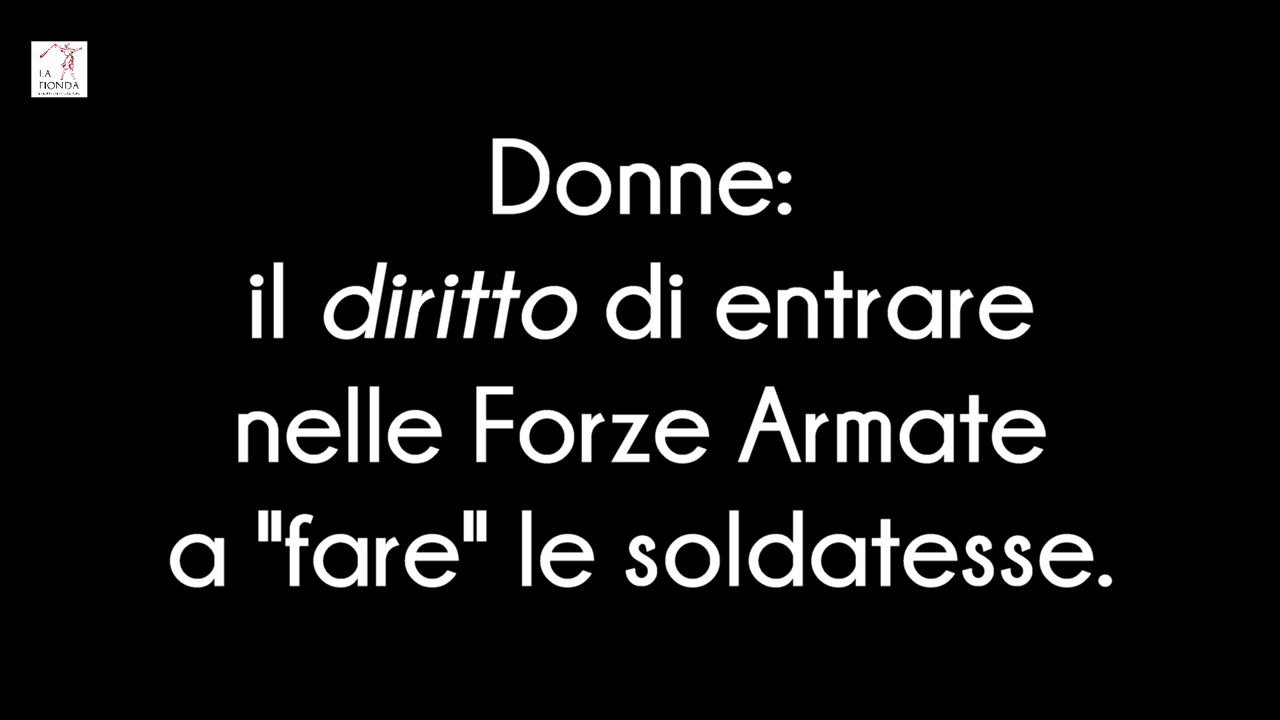 LA
FIONDA
Donne:
il diritto di entrare
nelle Forze Armate
a "fare" le soldatesse.